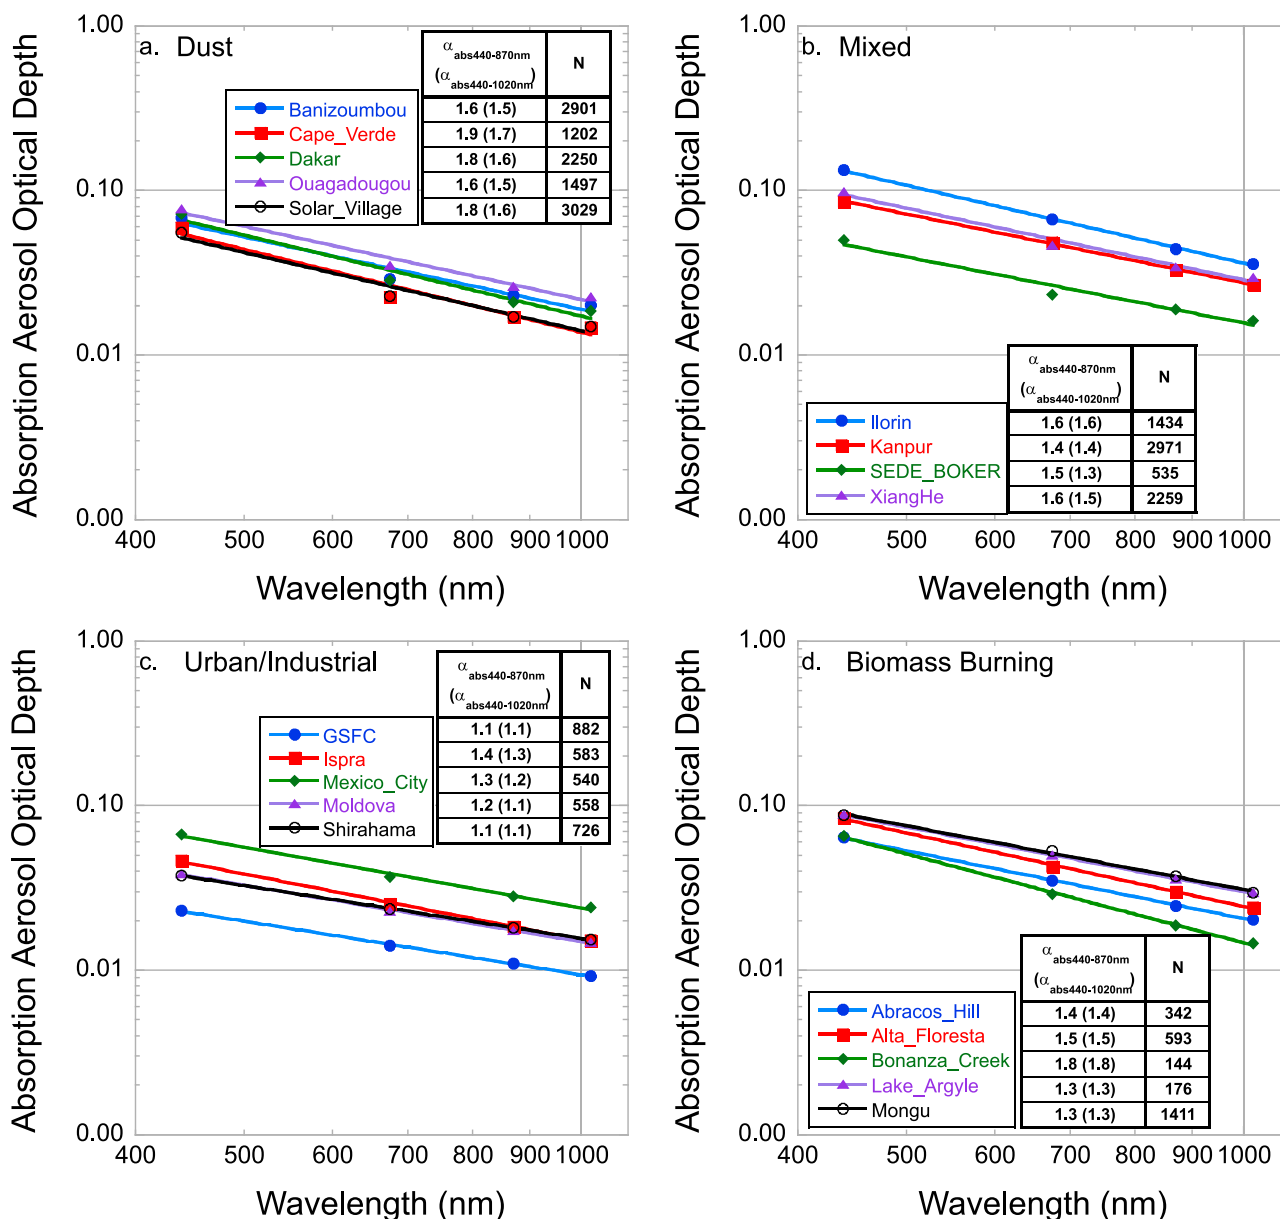 a. Dust
Absorption Aerosol Optical Depth
1.00
0.10
0.01
0.00
α abs440-870nm
(α abs440-1020nm)
N
Banizoumbou 1.6 (1.5) 2901
Cape_Verde 1.9 (1.7) 1202
Dakar 1.8 (1.6) 2250
Ouagadougou 1.6 (1.5) 1497
Solar_Village 1.8 (1.6) 3029
400 500 600 700 800 900 1000
Wavelength (nm)
b. Mixed
Absorption Aerosol Optical Depth
1.00
0.10
0.01
0.00
α abs440-870nm
(α abs440-1020nm)
N
Ilorin 1.6 (1.6) 1434
Kanpur 1.4 (1.4) 2971
SEDE_BOKER 1.5 (1.3) 535
XiangHe 1.6 (1.5) 2259
400 500 600 700 800 900 1000
Wavelength (nm)
c. Urban/Industrial
Absorption Aerosol Optical Depth
1.00
0.10
0.01
0.00
α abs440-870nm
(α abs440-1020nm)
N
GSFC 1.1 (1.1) 882
Ispra 1.4 (1.3) 583
Mexico_City 1.3 (1.2) 540
Moldova 1.2 (1.1) 558
Shirahama 1.1 (1.1) 726
400 500 600 700 800 900 1000
Wavelength (nm)
d. Biomass Burning
Absorption Aerosol Optical Depth
1.00
0.10
0.01
0.00
α abs440-870nm
(α abs440-1020nm)
N
Abracos_Hill 1.4 (1.4) 342
Alta_Floresta 1.5 (1.5) 593
Bonanza_Creek 1.8 (1.8) 144
Lake_Argyle 1.3 (1.3) 176
Mongu 1.3 (1.3) 1411
400 500 600 700 800 900 1000
Wavelength (nm)